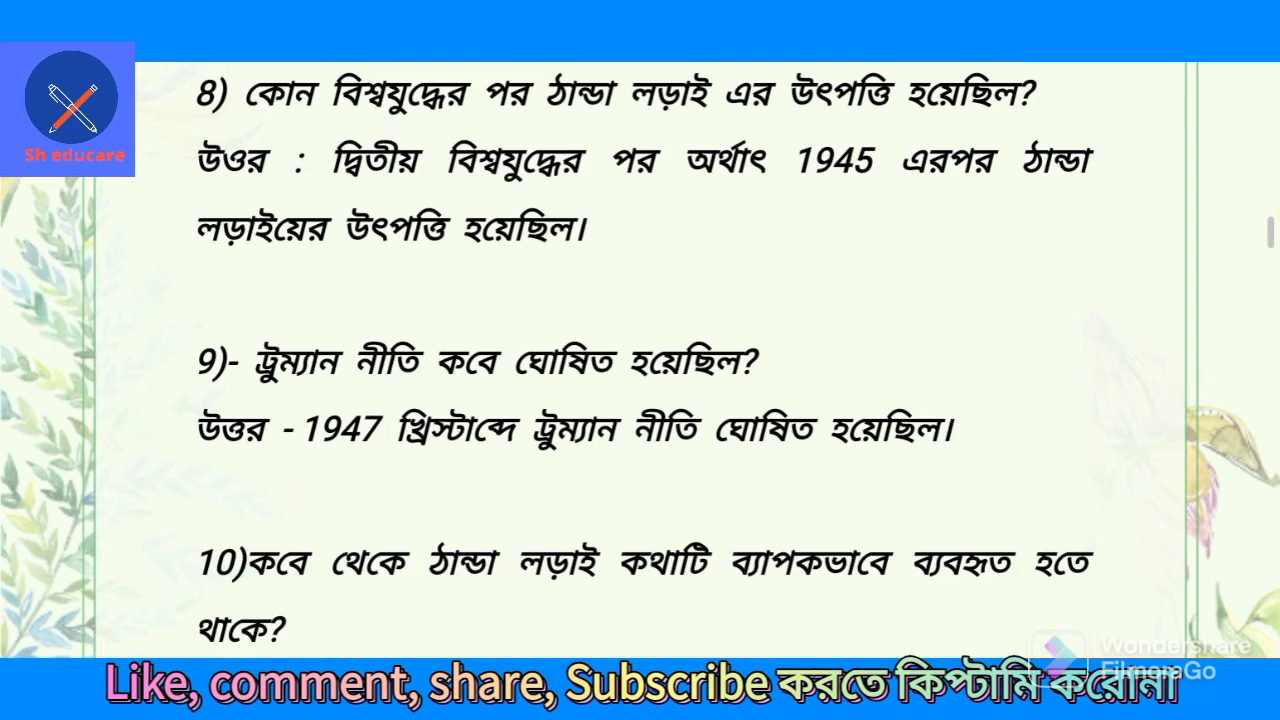 Sh educare
8) কোন বিশ্বযুদ্ধের পর ঠান্ডা লড়াই এর উৎপত্তি হয়েছিল?
উওর : দ্বিতীয় বিশ্বযুদ্ধের পর অর্থাৎ 1945 এরপর ঠান্ডা
লড়াইয়ের উৎপত্তি হয়েছিল।
9)- ট্রুম্যান নীতি কবে ঘোষিত হয়েছিল?
উত্তর - 1947 খ্রিস্টাব্দে ট্রুম্যান নীতি ঘোষিত হয়েছিল।
10)কবে থেকে ঠান্ডা লড়াই কথাটি ব্যাপকভাবে ব্যবহৃত হতে
থাকে?
Wondershare
FilmoraGo
Like, comment, share, Subscribe করতে কিপ্টামি করোনা